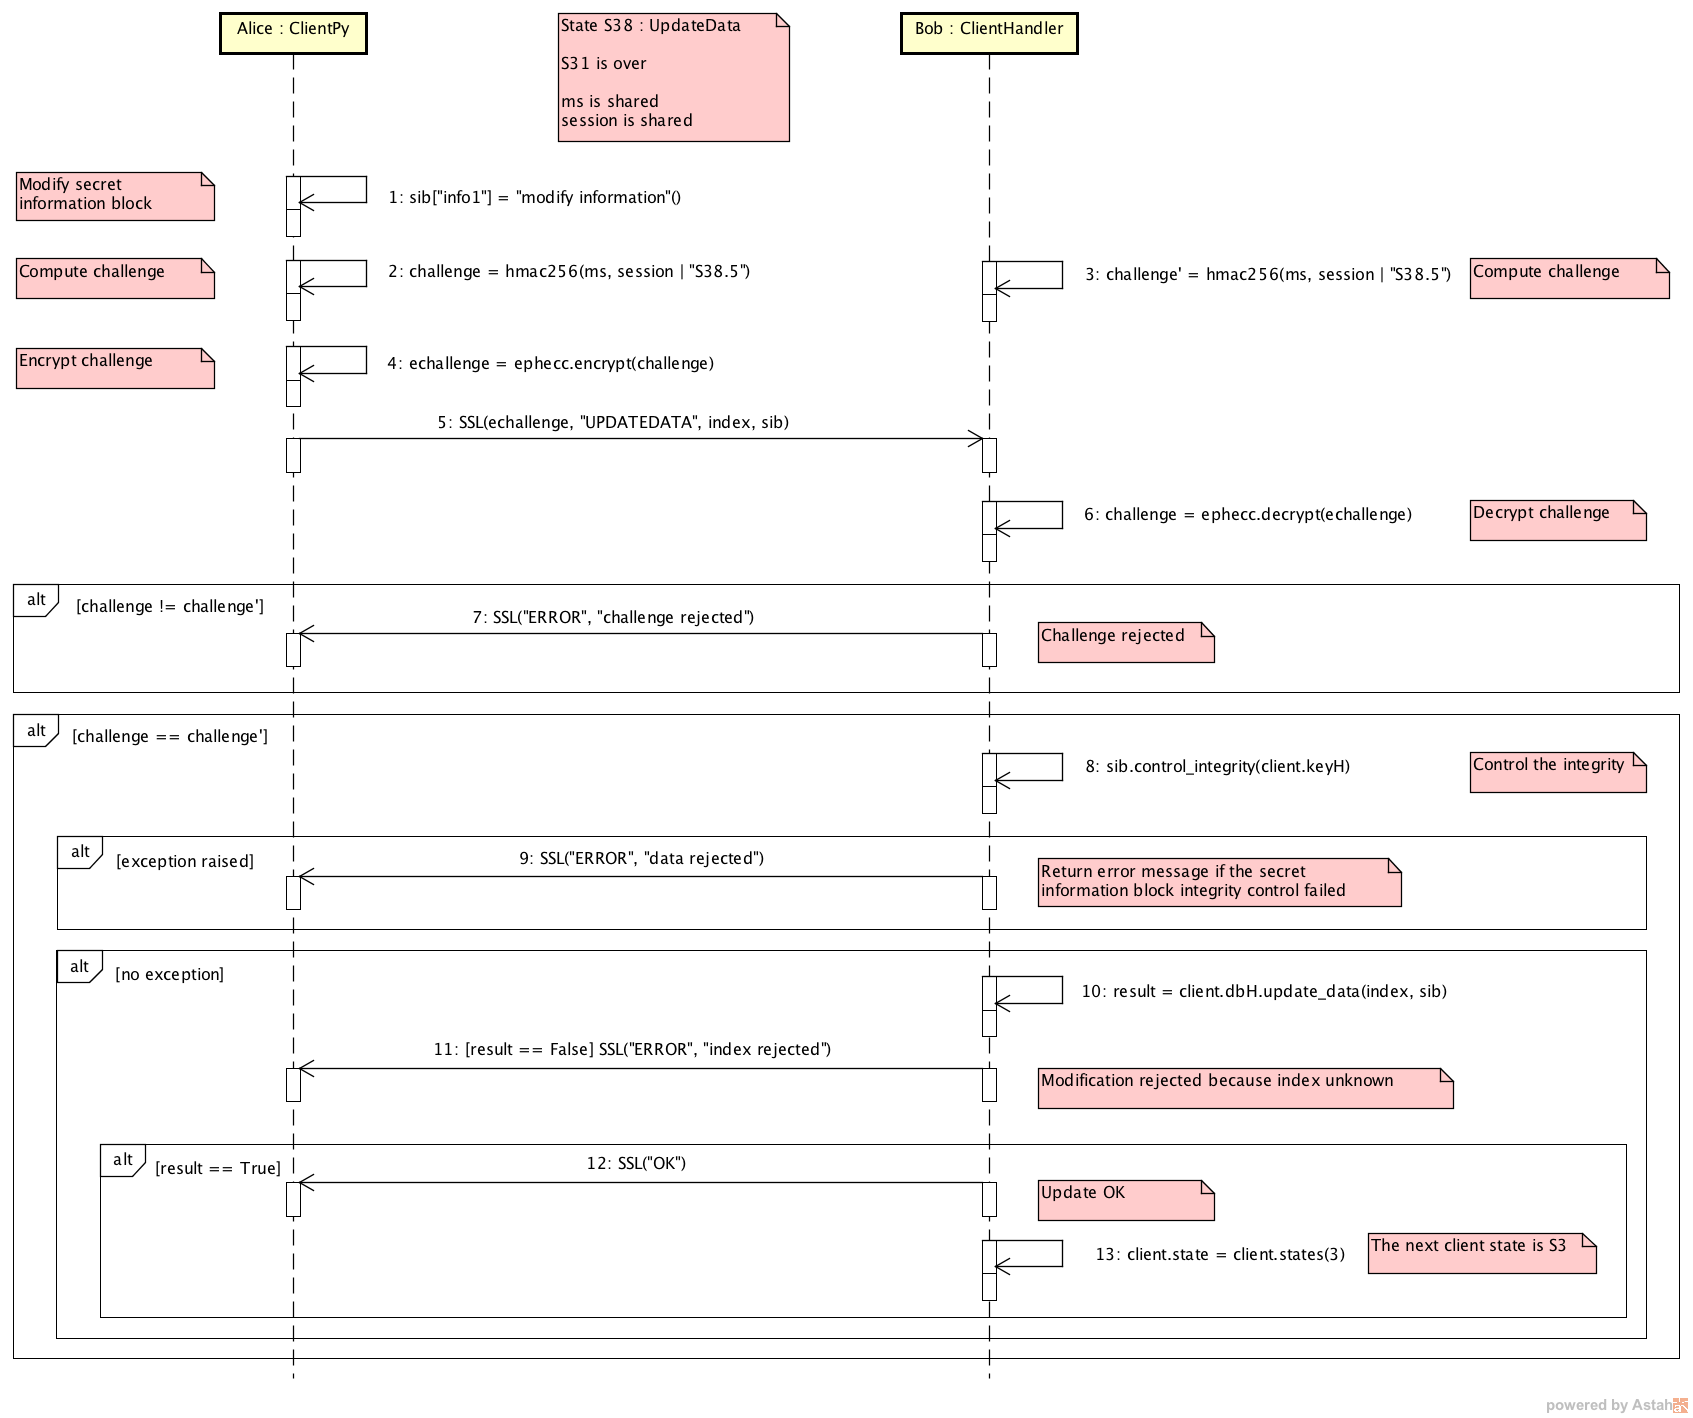 Alice : ClientPy
State S38 : UpdateData
S31 is over
ms is shared
session is shared
Bob : ClientHandler
Modify secret
information block
1: sib["info1"] = "modify information"()
Compute challenge
2: challenge = hmac256(ms, session | "S38.5")
3: challenge' = hmac256(ms, session | "S38.5")
Compute challenge
Encrypt challenge
4: echallenge = ephecc.encrypt(challenge)
5: SSL(echallenge, "UPDATEDATA", index, sib)
6: challenge = ephecc.decrypt(echallenge)
Decrypt challenge
alt
[challenge != challenge']
7: SSL("ERROR", "challenge rejected")
Challenge rejected
alt
[challenge == challenge']
8: sib.control_integrity(client.keyH)
Control the integrity
alt
[exception raised]
9: SSL("ERROR", "data rejected")
Return error message if the secret
information block integrity control failed
alt
[no exception]
10: result = client.dbH.update_data(index, sib)
11: [result == False] SSL("ERROR", "index rejected")
Modification rejected because index unknown
alt
[result == True]
12: SSL("OK")
Update OK
13: client.state = client.states(3)
The next client state is S3
powered by Astah